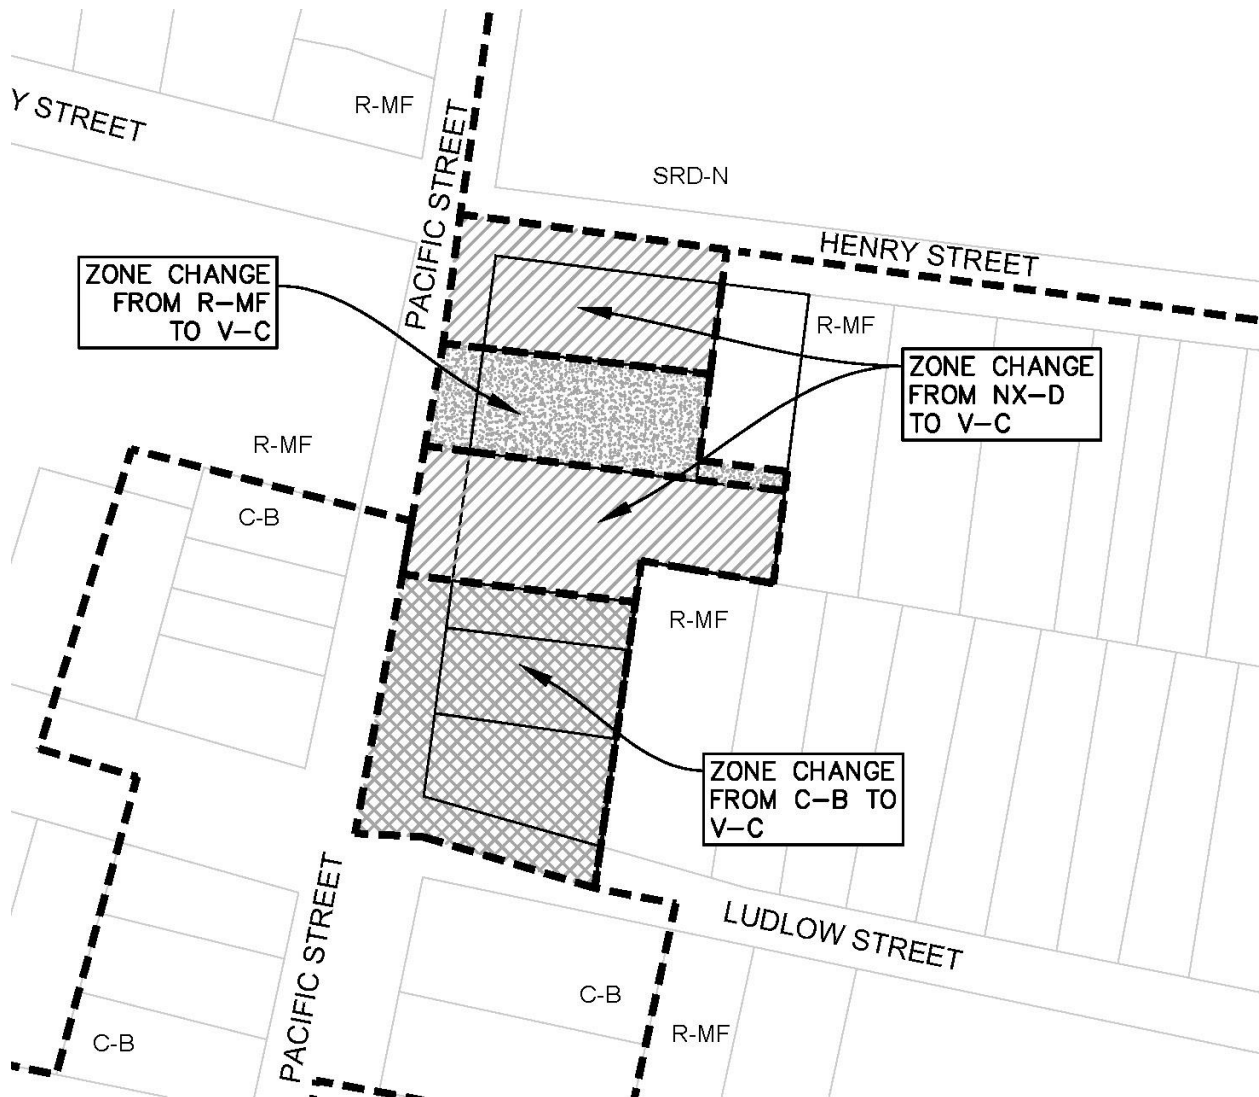 R-MF
Y STREET
PACIFIC STREET
SRD-N
HENRY STREET
ZONE CHANGE
FROM R-MF
TO V-C
R-MF
ZONE CHANGE
FROM NX-D
TO V-C
R-MF
C-B
R-MF
ZONE CHANGE
FROM C-B TO
V-C
LUDLOW STREET
PACIFIC STREET
C-B
R-MF
C-B